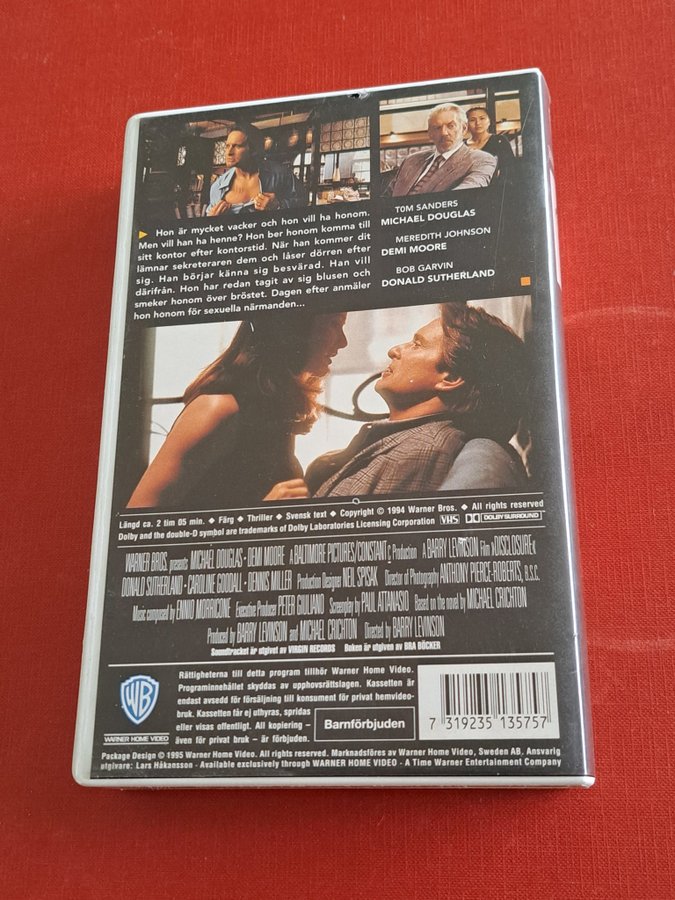 TOM SANDERS
MICHAEL DOUGLAS
MEREDITH JOHNSON
DEMI MOORE
BOB GARVIN
DONALD SUTHERLAND
Hon är mycket vacker och hon vill ha honom.
Men vill han ha henne? Hon ber honom komma till
sitt kontor efter kontorstid. När han kommer dit
lämnar sekreteraren dem och låser dörren efter
sig. Han börjar känna sig besvärad. Han vill
därifrån. Hon har redan tagit av sig blusen och
smeker honom över bröstet. Dagen efter anmäler
hon honom för sexuella närmanden...
Längd ca. 2 tim 05 min. ♦ Färg ♦ Thriller ♦ Svensk text ♦ Copyright © 1994 Warner Bros. ♦ All rights reserved
Dolby and the double-D symbol are trademarks of Dolby Laboratories Licensing Corporation VHS DOLBY SURROUND
WARNER BROS. presents MICHAEL DOUGLAS · DEMI MOORE A BALTIMORE PICTURES/CONSTANT c Production A BARRY LEVINSON Film »DISCLOSURE«
DONALD SUTHERLAND · CAROLINE GOODALL · DENNIS MILLER Production Designer NEIL SPISAK Director of Photography ANTHONY PIERCE-ROBERTS, B.S.C.
Music composed by ENNIO MORRICONE Executive Producer PETER GIULIANO Screenplay by PAUL ATTANASIO Based on the novel by MICHAEL CRICHTON
Produced by BARRY LEVINSON and MICHAEL CRICHTON Directed by BARRY LEVINSON
Soundtracket är utgivet av VIRGIN RECORDS Boken är utgiven av BRA BÖCKER
WB
WARNER HOME VIDEO
Rättigheterna till detta program tillhör Warner Home Video.
Programinnehållet skyddas av upphovsrättslagen. Kassetten är
endast avsedd för försäljning till konsument för privat hemvideo-
bruk. Kassetten får ej uthyras, spridas
eller visas offentligt. All kopiering –
även för privat bruk – är förbjuden.
Barnförbjuden
7 319235 135757
Package Design © 1995 Warner Home Video. All rights reserved. Marknadsföres av Warner Home Video, Sweden AB. Ansvarig
utgivare: Lars Håkansson - Available exclusively through WARNER HOME VIDEO - A Time Warner Entertainment Company